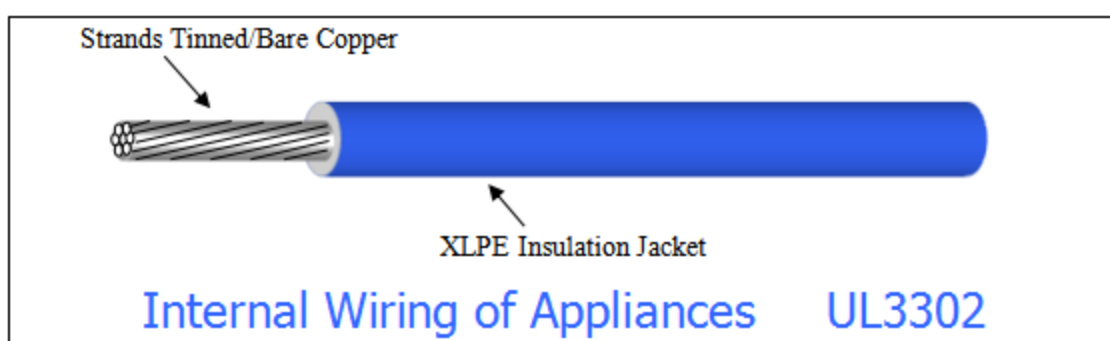 Strands Tinned/Bare Copper
XLPE Insulation Jacket
Internal Wiring of Appliances UL3302